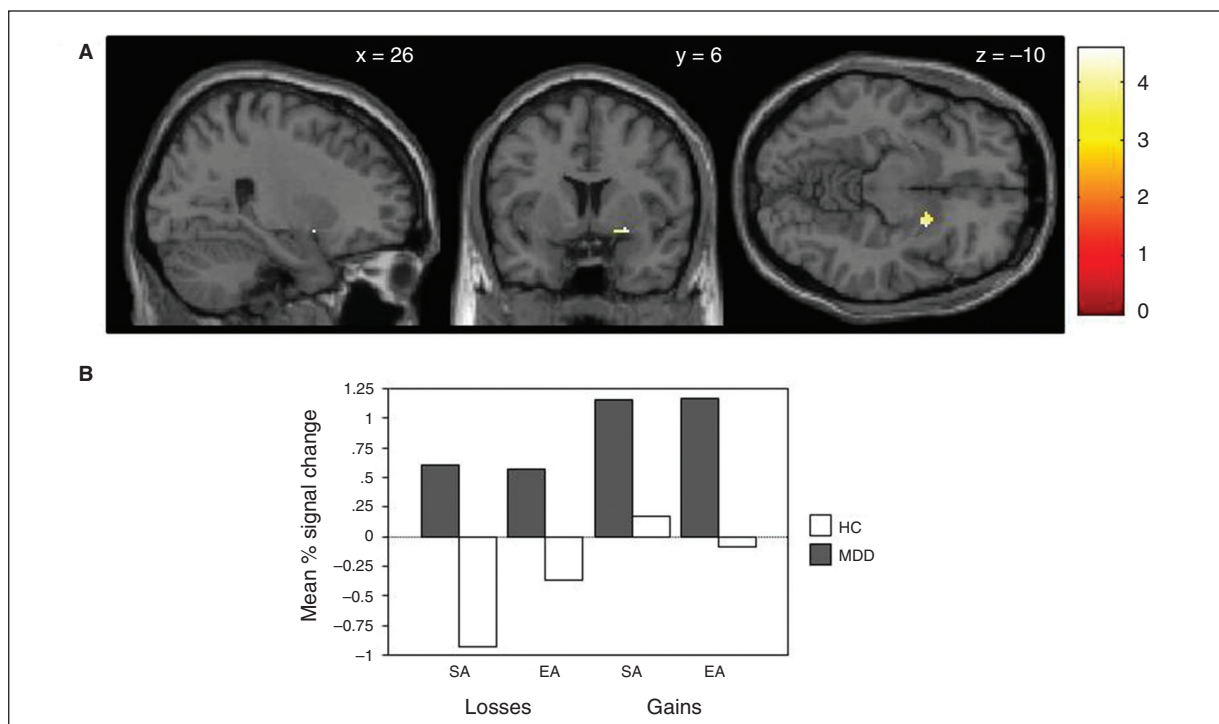 A
x = 26
y = 6
z = –10
4
3
2
1
0
B
Mean % signal change
1.25
1
.75
.5
.25
0
–0.25
–0.5
–0.75
–1
SA
EA
SA
EA
Losses
Gains
HC
MDD